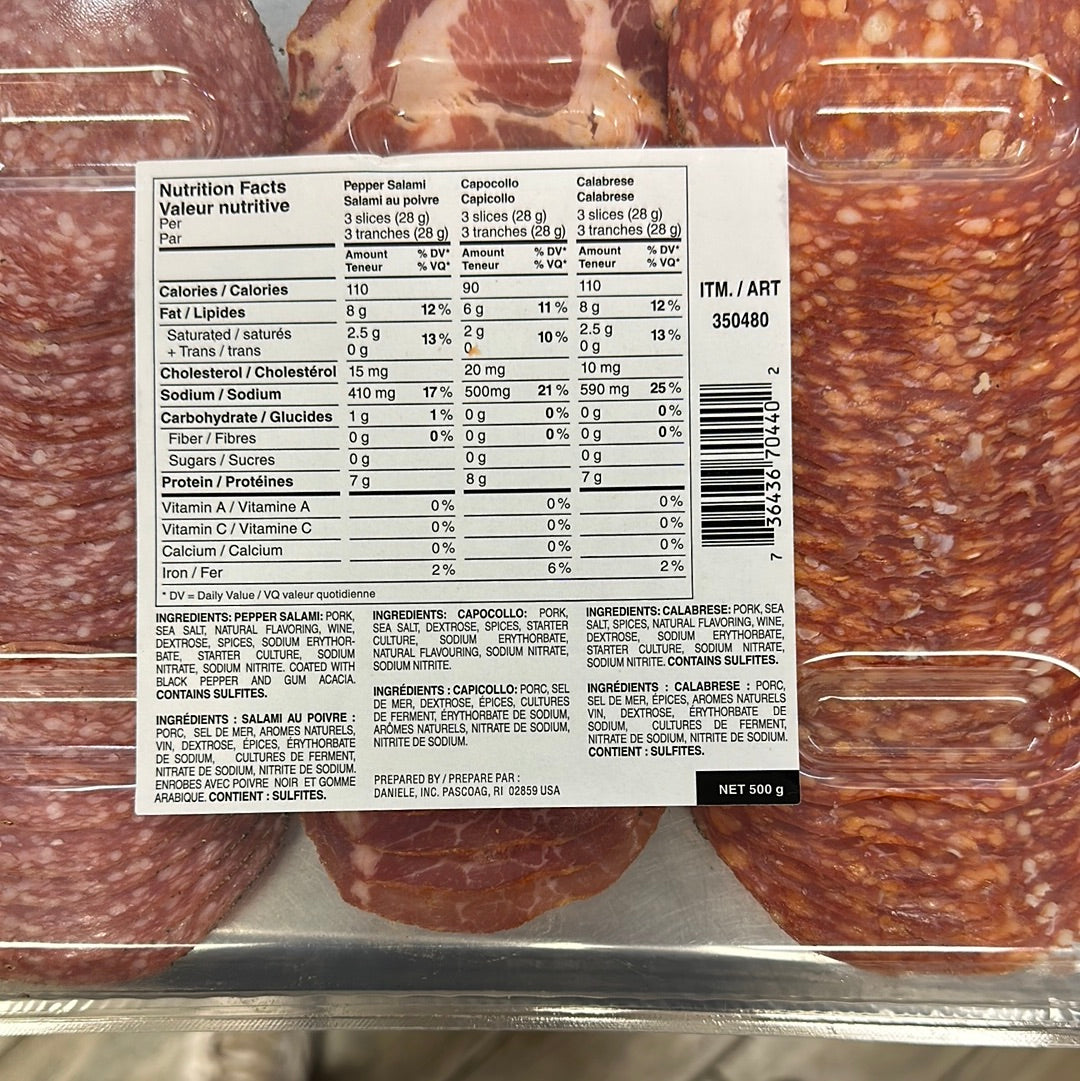 Nutrition Facts
Valeur nutritive
Per
Par
Pepper Salami
Salami au poivre
3 slices (28 g)
3 tranches (28 g)
Capocollo
Capicollo
3 slices (28 g)
3 tranches (28 g)
Calabrese
Calabrese
3 slices (28 g)
3 tranches (28 g)
Amount % DV* Amount % DV* Amount % DV*
Teneur % VQ* Teneur % VQ* Teneur % VQ*
Calories / Calories 110 90 110
Fat / Lipides 8 g 12% 6 g 11% 8 g 12%
Saturated / saturés 2.5 g 13% 2 g 10% 2.5 g 13%
+ Trans / trans 0 g 0 0 g
Cholesterol / Cholestérol 15 mg 20 mg 10 mg
Sodium / Sodium 410 mg 17% 500mg 21% 590 mg 25%
Carbohydrate / Glucides 1 g 1% 0 g 0% 0 g 0%
Fiber / Fibres 0 g 0% 0 g 0% 0 g 0%
Sugars / Sucres 0 g 0 g 0 g
Protein / Protéines 7 g 8 g 7 g
Vitamin A / Vitamine A 0% 0% 0%
Vitamin C / Vitamine C 0% 0% 0%
Calcium / Calcium 0% 0% 0%
Iron / Fer 2% 6% 2%
* DV = Daily Value / VQ valeur quotidienne
ITM. / ART
350480
7 36436 70440 2
INGREDIENTS: PEPPER SALAMI: PORK,
SEA SALT, NATURAL FLAVORING, WINE,
DEXTROSE, SPICES, SODIUM ERYTHOR-
BATE, STARTER CULTURE, SODIUM
NITRATE, SODIUM NITRITE. COATED WITH
BLACK PEPPER AND GUM ACACIA.
CONTAINS SULFITES.
INGRÉDIENTS : SALAMI AU POIVRE :
PORC, SEL DE MER, AROMES NATURELS,
VIN, DEXTROSE, ÉPICES, ÉRYTHORBATE
DE SODIUM, CULTURES DE FERMENT,
NITRATE DE SODIUM, NITRITE DE SODIUM.
ENROBES AVEC POIVRE NOIR ET GOMME
ARABIQUE. CONTIENT : SULFITES.
INGREDIENTS: CAPOCOLLO: PORK,
SEA SALT, DEXTROSE, SPICES, STARTER
CULTURE, SODIUM ERYTHORBATE,
NATURAL FLAVOURING, SODIUM NITRATE,
SODIUM NITRITE.
INGRÉDIENTS : CAPICOLLO: PORC, SEL
DE MER, DEXTROSE, ÉPICES, CULTURES
DE FERMENT, ÉRYTHORBATE DE SODIUM,
ARÔMES NATURELS, NITRATE DE SODIUM,
NITRITE DE SODIUM.
PREPARED BY / PREPARE PAR :
DANIELE, INC. PASCOAG, RI 02859 USA
INGREDIENTS: CALABRESE: PORK, SEA
SALT, SPICES, NATURAL FLAVORING, WINE,
DEXTROSE, SODIUM ERYTHORBATE,
STARTER CULTURE, SODIUM NITRATE,
SODIUM NITRITE. CONTAINS SULFITES.
INGRÉDIENTS : CALABRESE : PORC,
SEL DE MER, ÉPICES, AROMES NATURELS
VIN, DEXTROSE, ÉRYTHORBATE DE
SODIUM, CULTURES DE FERMENT,
NITRATE DE SODIUM, NITRITE DE SODIUM.
CONTIENT : SULFITES.
NET 500 g